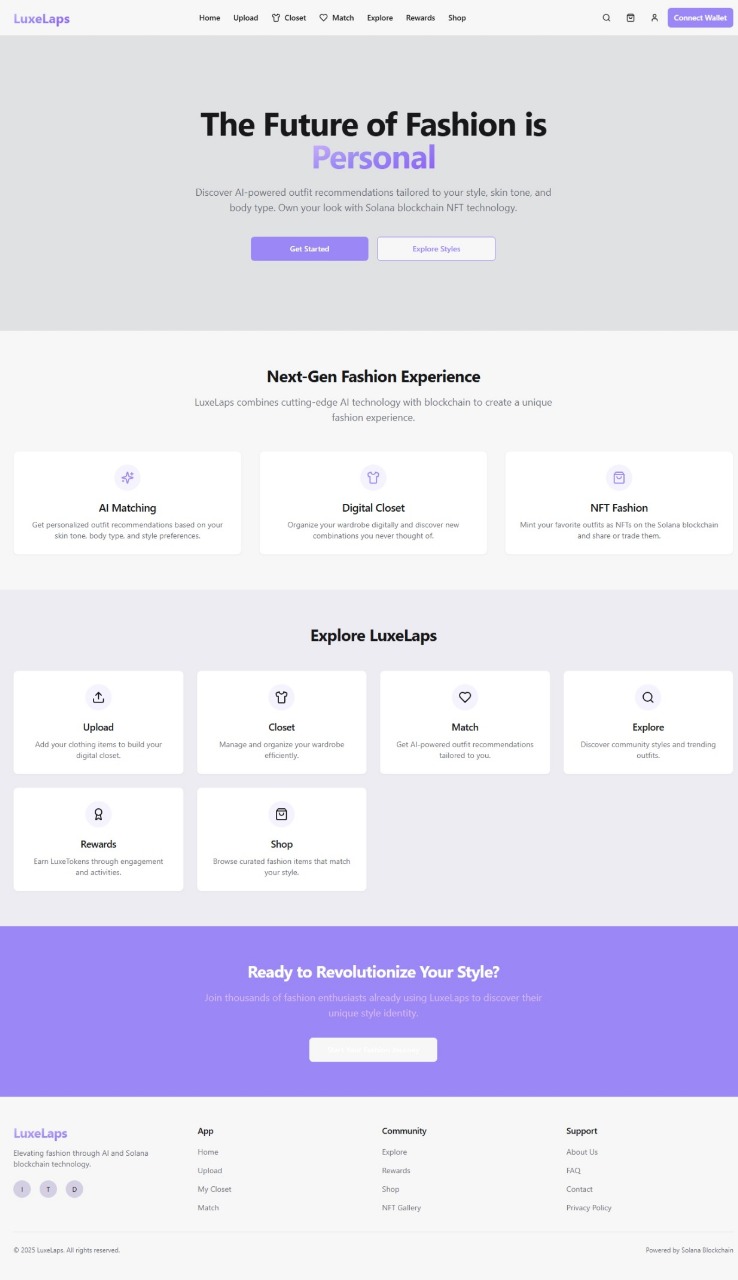 LuxeLaps
Home Upload Closet Match Explore Rewards Shop
Connect Wallet
The Future of Fashion is
Personal
Discover AI-powered outfit recommendations tailored to your style, skin tone, and
body type. Own your look with Solana blockchain NFT technology.
Get Started
Explore Styles
Next-Gen Fashion Experience
LuxeLaps combines cutting-edge AI technology with blockchain to create a unique
fashion experience.
AI Matching
Get personalized outfit recommendations based on your
skin tone, body type, and style preferences.
Digital Closet
Organize your wardrobe digitally and discover new
combinations you never thought of.
NFT Fashion
Mint your favorite outfits as NFTs on the Solana blockchain
and share or trade them.
Explore LuxeLaps
Upload
Add your clothing items to build your
digital closet.
Closet
Manage and organize your wardrobe
efficiently.
Match
Get AI-powered outfit recommendations
tailored to you.
Explore
Discover community styles and trending
outfits.
Rewards
Earn LuxeTokens through engagement
and activities.
Shop
Browse curated fashion items that match
your style.
Ready to Revolutionize Your Style?
Join thousands of fashion enthusiasts already using LuxeLaps to discover their
unique style identity.
LuxeLaps
Elevating fashion through AI and Solana
blockchain technology.
I T D
App
Home
Upload
My Closet
Match
Community
Explore
Rewards
Shop
NFT Gallery
Support
About Us
FAQ
Contact
Privacy Policy
© 2025 LuxeLaps. All rights reserved.
Powered by Solana Blockchain